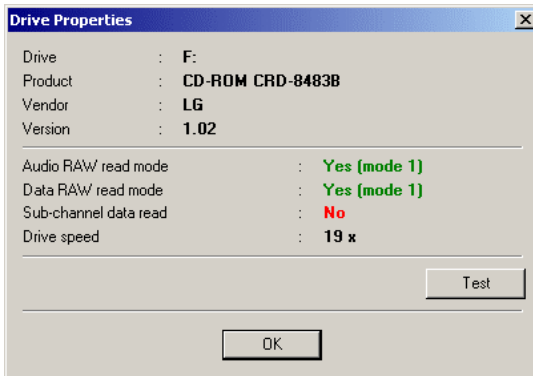 Drive Properties
Drive : F:
Product : CD-ROM CRD-8483B
Vendor : LG
Version : 1.02
Audio RAW read mode : Yes (mode 1)
Data RAW read mode : Yes (mode 1)
Sub-channel data read : No
Drive speed : 19 x
Test
OK